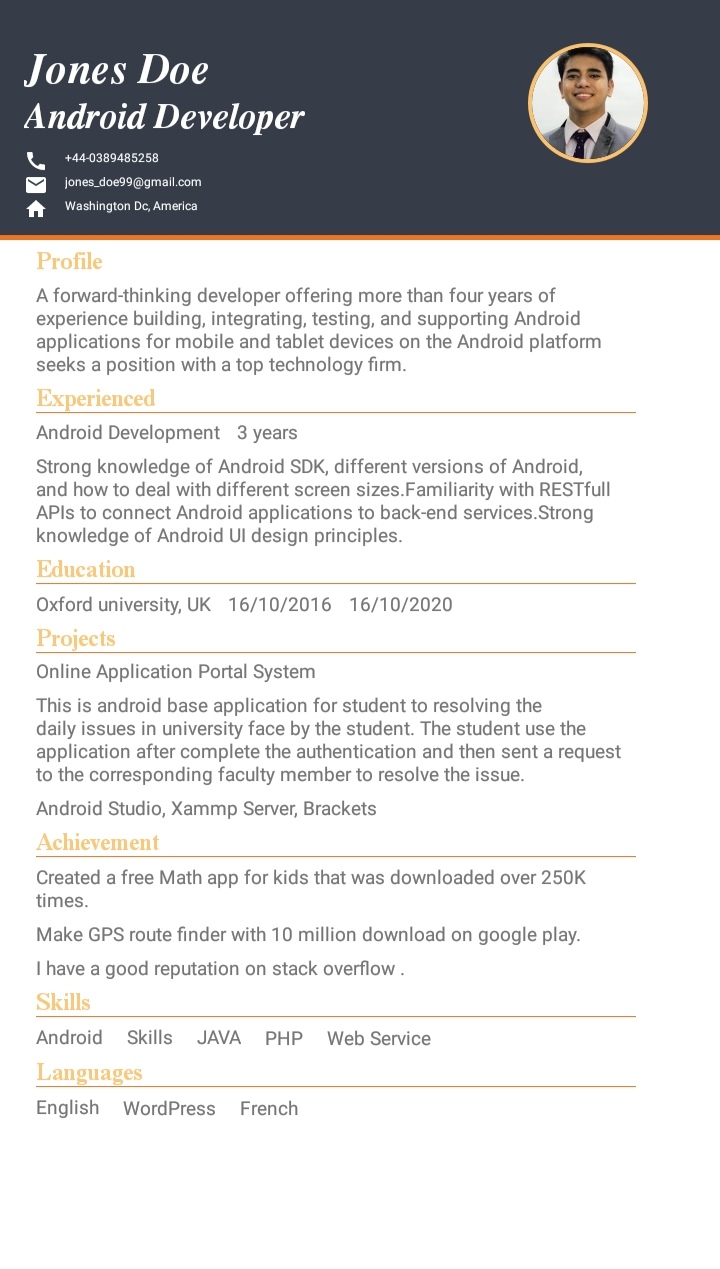 Jones Doe
Android Developer
+44-0389485258
jones_doe99@gmail.com
Washington Dc, America
Profile
A forward-thinking developer offering more than four years of
experience building, integrating, testing, and supporting Android
applications for mobile and tablet devices on the Android platform
seeks a position with a top technology firm.
Experienced
Android Development 3 years
Strong knowledge of Android SDK, different versions of Android,
and how to deal with different screen sizes.Familiarity with RESTfull
APIs to connect Android applications to back-end services.Strong
knowledge of Android UI design principles.
Education
Oxford university, UK 16/10/2016 16/10/2020
Projects
Online Application Portal System
This is android base application for student to resolving the
daily issues in university face by the student. The student use the
application after complete the authentication and then sent a request
to the corresponding faculty member to resolve the issue.
Android Studio, Xammp Server, Brackets
Achievement
Created a free Math app for kids that was downloaded over 250K
times.
Make GPS route finder with 10 million download on google play.
I have a good reputation on stack overflow .
Skills
Android Skills JAVA PHP Web Service
Languages
English WordPress French